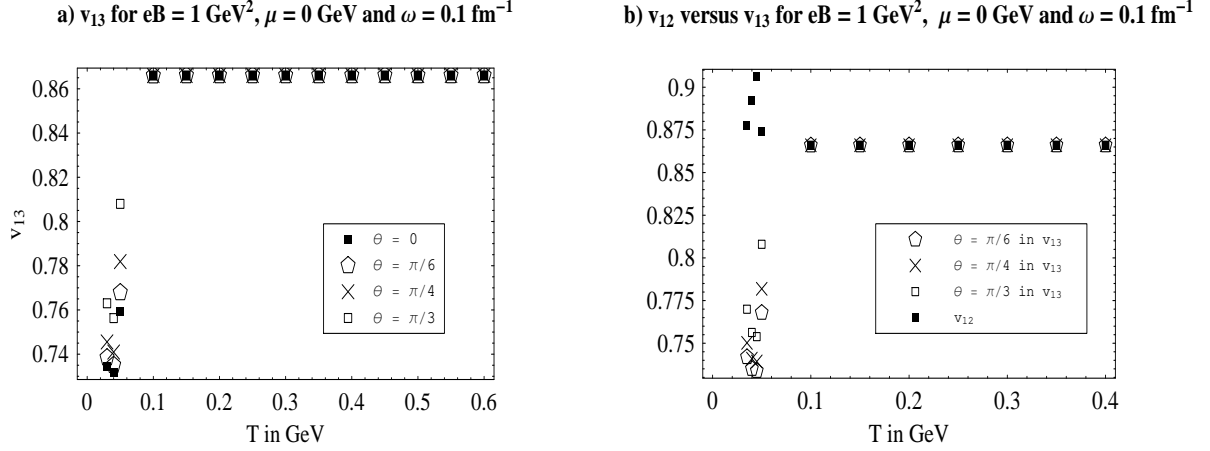 a) v₁₃ for eB = 1 GeV², μ = 0 GeV and ω = 0.1 fm⁻¹
0.86
0.84
0.82
0.8
0.78
0.76
0.74
v₁₃
θ = 0
θ = π/6
θ = π/4
θ = π/3
0 0.1 0.2 0.3 0.4 0.5 0.6
T in GeV
b) v₁₂ versus v₁₃ for eB = 1 GeV², μ = 0 GeV and ω = 0.1 fm⁻¹
0.9
0.875
0.85
0.825
0.8
0.775
0.75
θ = π/6 in v₁₃
θ = π/4 in v₁₃
θ = π/3 in v₁₃
v₁₂
0 0.1 0.2 0.3 0.4
T in GeV